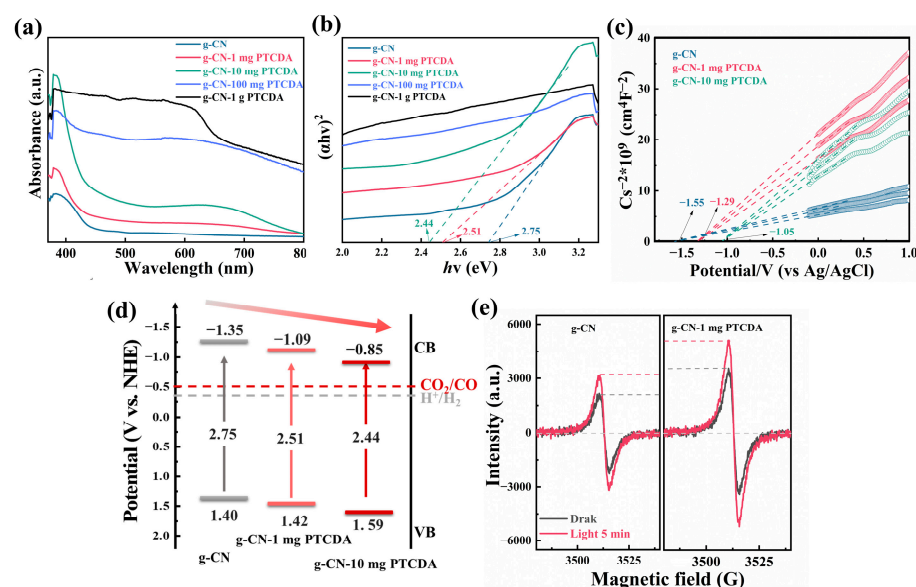 (a)
g-CN
g-CN-1 mg PTCDA
g-CN-10 mg PTCDA
g-CN-100 mg PTCDA
g-CN-1 g PTCDA
Absorbance (a.u.)
400 500 600 700 80
Wavelength (nm)
(b)
g-CN
g-CN-1 mg PTCDA
g-CN-10 mg PTCDA
g-CN-100 mg PTCDA
g-CN-1 g PTCDA
(αhν)²
2.44
2.51
2.75
2.0 2.2 2.4 2.6 2.8 3.0 3.2
hν (eV)
(c)
g-CN
g-CN-1 mg PTCDA
g-CN-10 mg PTCDA
Cs⁻²*10⁹ (cm⁴F⁻²)
40
35
30
25
20
15
10
5
0
−1.55
−1.29
−1.05
−1.5 −1.0 −0.5 0.0 0.5 1.0
Potential/V (vs Ag/AgCl)
(d)
Potential (V vs. NHE)
−1.5
−1.0
−0.5
0.0
0.5
1.0
1.5
2.0
−1.35
−1.09
−0.85
CB
CO₂/CO
H⁺/H₂
2.75
2.51
2.44
1.40
1.42
1.59
VB
g-CN
g-CN-1 mg PTCDA
g-CN-10 mg PTCDA
(e)
Intensity (a.u.)
6000
3000
0
−3000
−6000
g-CN
g-CN-1 mg PTCDA
Drak
Light 5 min
3500 3525 3500 3525
Magnetic field (G)